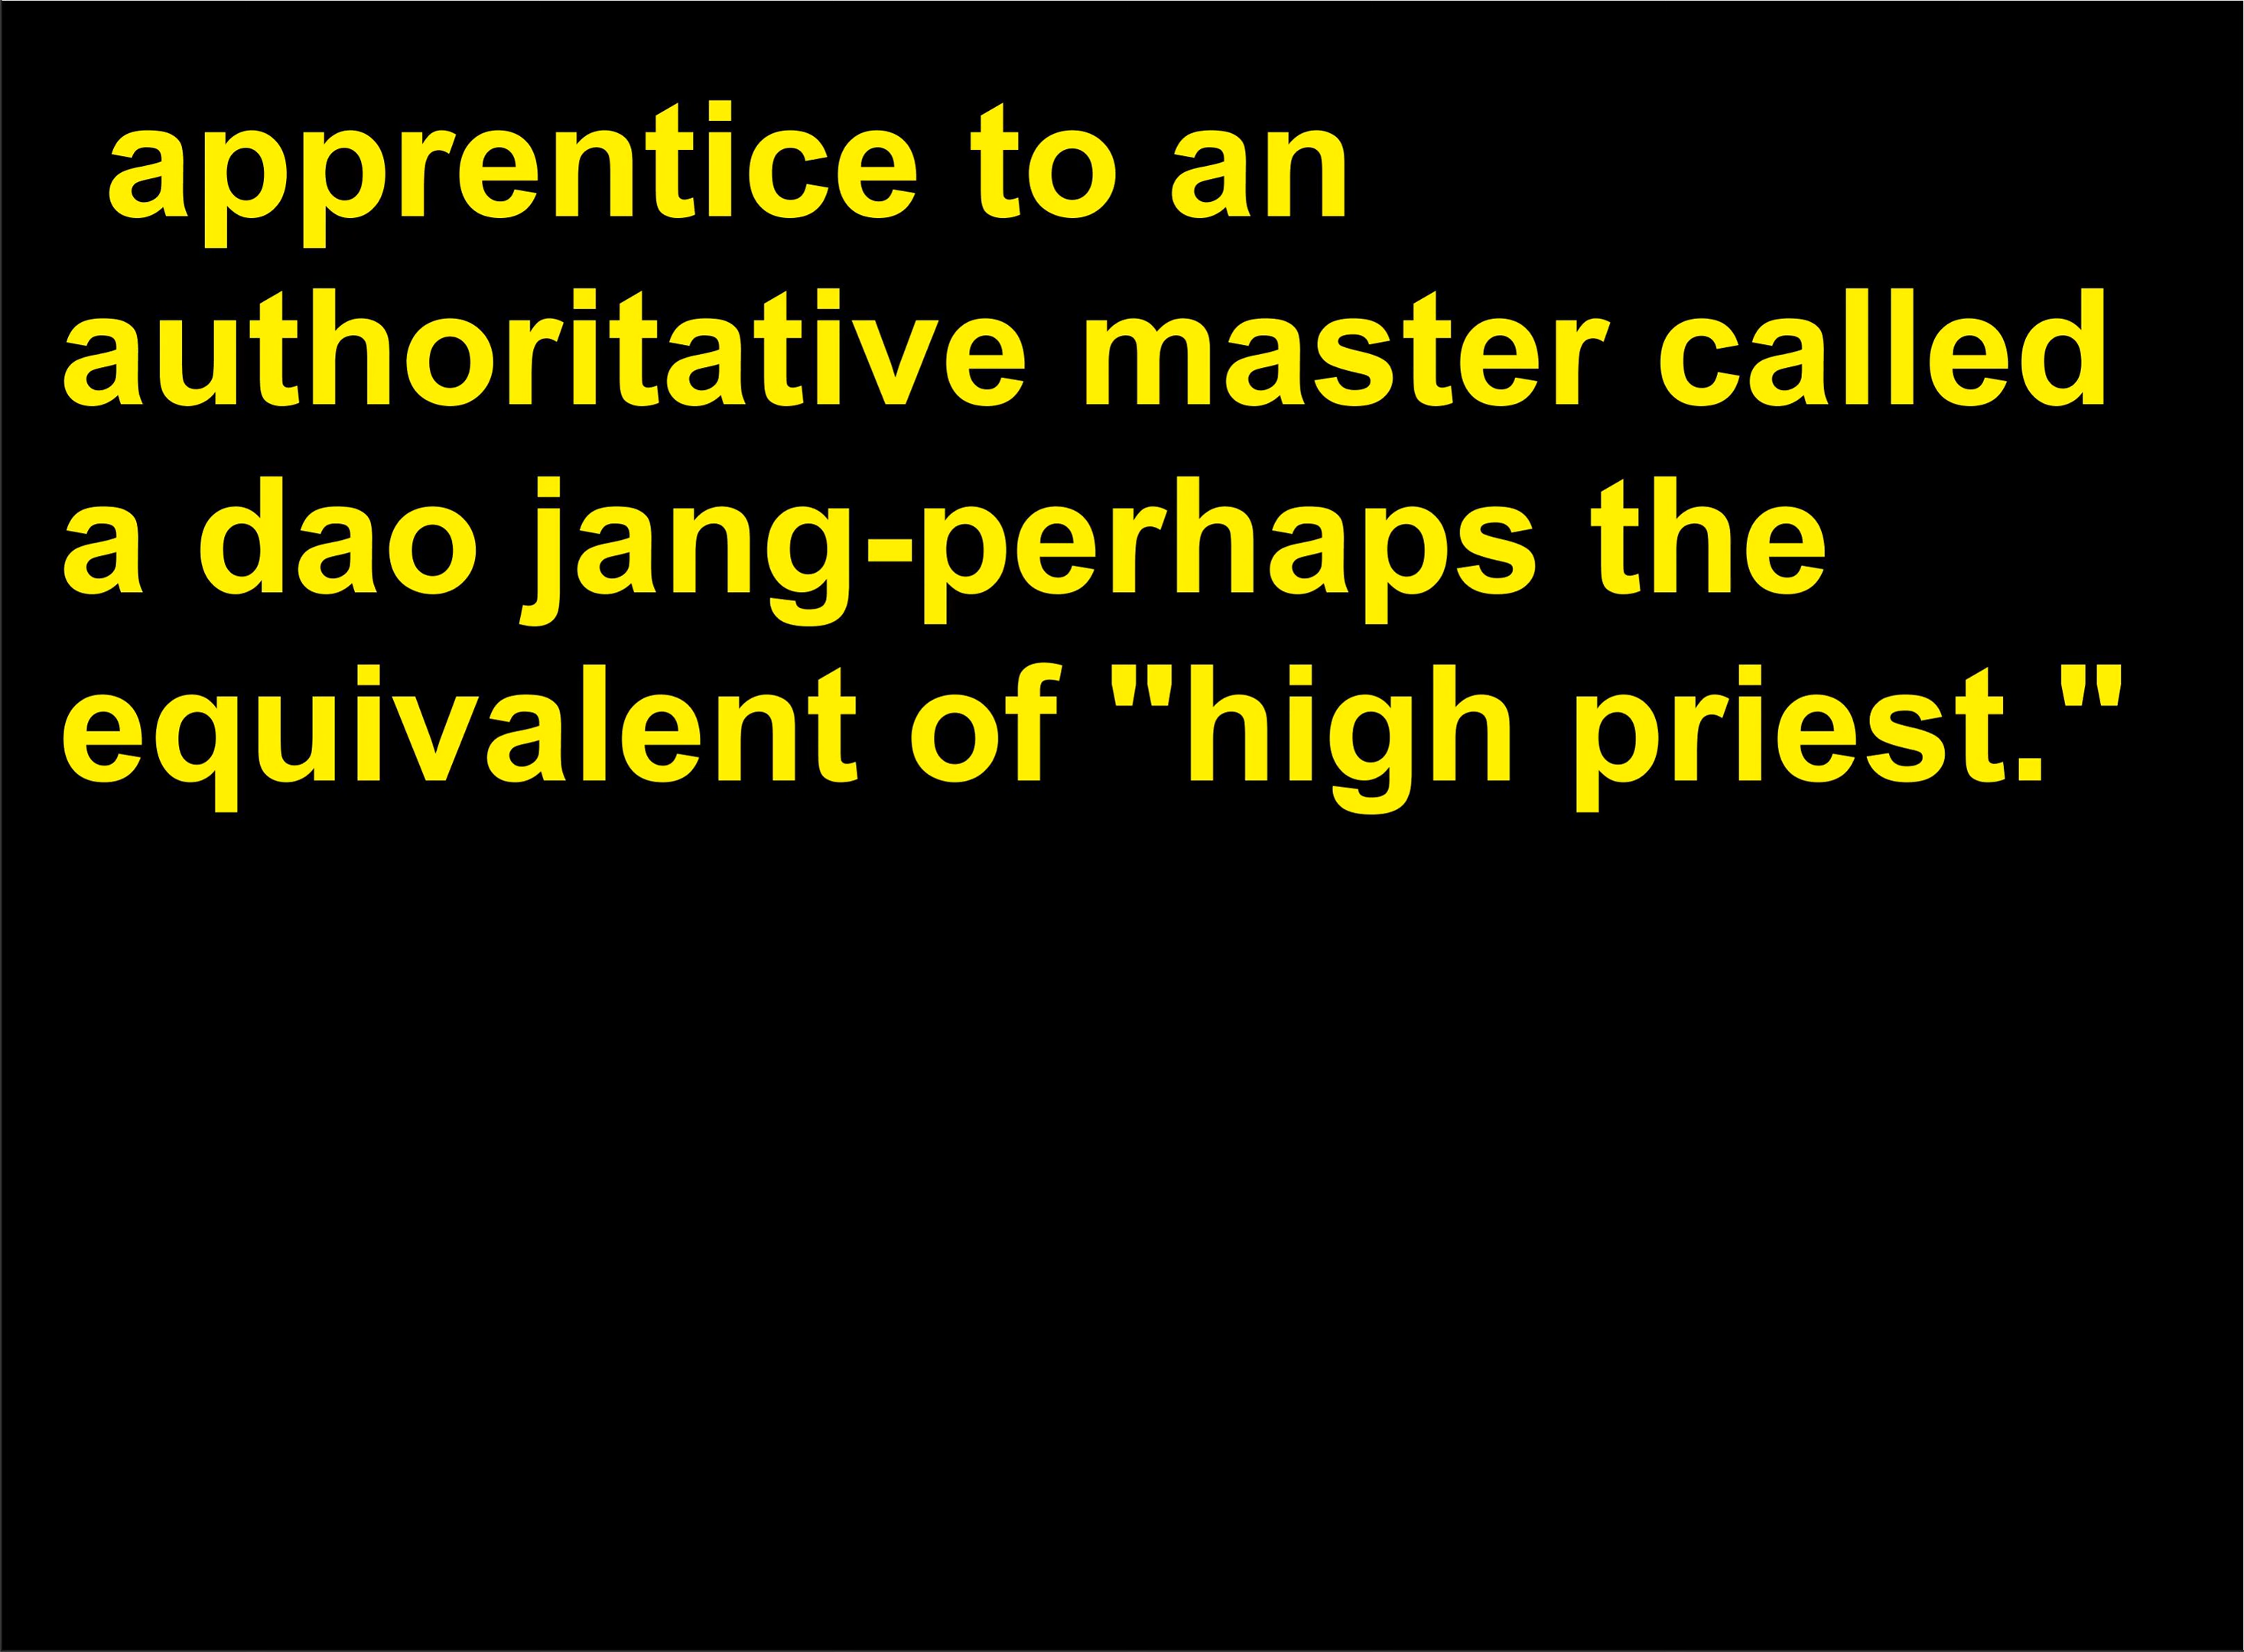 apprentice to an
authoritative master called
a dao jang-perhaps the
equivalent of "high priest."